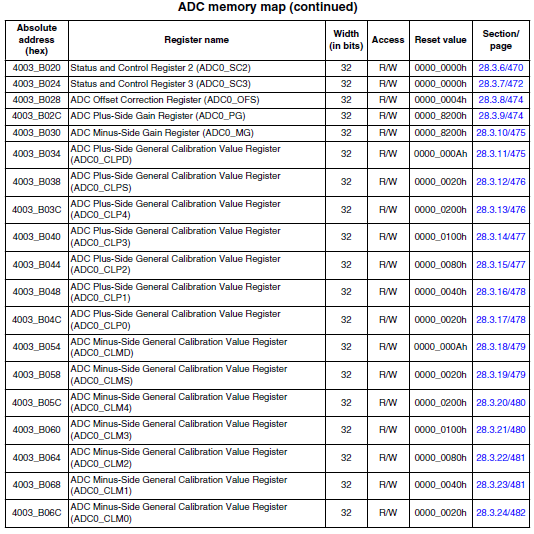 ADC memory map (continued)
Absolute address (hex) Register name Width (in bits) Access Reset value Section/ page
4003_B020 Status and Control Register 2 (ADC0_SC2) 32 R/W 0000_0000h 28.3.6/470
4003_B024 Status and Control Register 3 (ADC0_SC3) 32 R/W 0000_0000h 28.3.7/472
4003_B028 ADC Offset Correction Register (ADC0_OFS) 32 R/W 0000_0004h 28.3.8/474
4003_B02C ADC Plus-Side Gain Register (ADC0_PG) 32 R/W 0000_8200h 28.3.9/474
4003_B030 ADC Minus-Side Gain Register (ADC0_MG) 32 R/W 0000_8200h 28.3.10/475
4003_B034 ADC Plus-Side General Calibration Value Register (ADC0_CLPD) 32 R/W 0000_000Ah 28.3.11/475
4003_B038 ADC Plus-Side General Calibration Value Register (ADC0_CLPS) 32 R/W 0000_0020h 28.3.12/476
4003_B03C ADC Plus-Side General Calibration Value Register (ADC0_CLP4) 32 R/W 0000_0200h 28.3.13/476
4003_B040 ADC Plus-Side General Calibration Value Register (ADC0_CLP3) 32 R/W 0000_0100h 28.3.14/477
4003_B044 ADC Plus-Side General Calibration Value Register (ADC0_CLP2) 32 R/W 0000_0080h 28.3.15/477
4003_B048 ADC Plus-Side General Calibration Value Register (ADC0_CLP1) 32 R/W 0000_0040h 28.3.16/478
4003_B04C ADC Plus-Side General Calibration Value Register (ADC0_CLP0) 32 R/W 0000_0020h 28.3.17/478
4003_B054 ADC Minus-Side General Calibration Value Register (ADC0_CLMD) 32 R/W 0000_000Ah 28.3.18/479
4003_B058 ADC Minus-Side General Calibration Value Register (ADC0_CLMS) 32 R/W 0000_0020h 28.3.19/479
4003_B05C ADC Minus-Side General Calibration Value Register (ADC0_CLM4) 32 R/W 0000_0200h 28.3.20/480
4003_B060 ADC Minus-Side General Calibration Value Register (ADC0_CLM3) 32 R/W 0000_0100h 28.3.21/480
4003_B064 ADC Minus-Side General Calibration Value Register (ADC0_CLM2) 32 R/W 0000_0080h 28.3.22/481
4003_B068 ADC Minus-Side General Calibration Value Register (ADC0_CLM1) 32 R/W 0000_0040h 28.3.23/481
4003_B06C ADC Minus-Side General Calibration Value Register (ADC0_CLM0) 32 R/W 0000_0020h 28.3.24/482